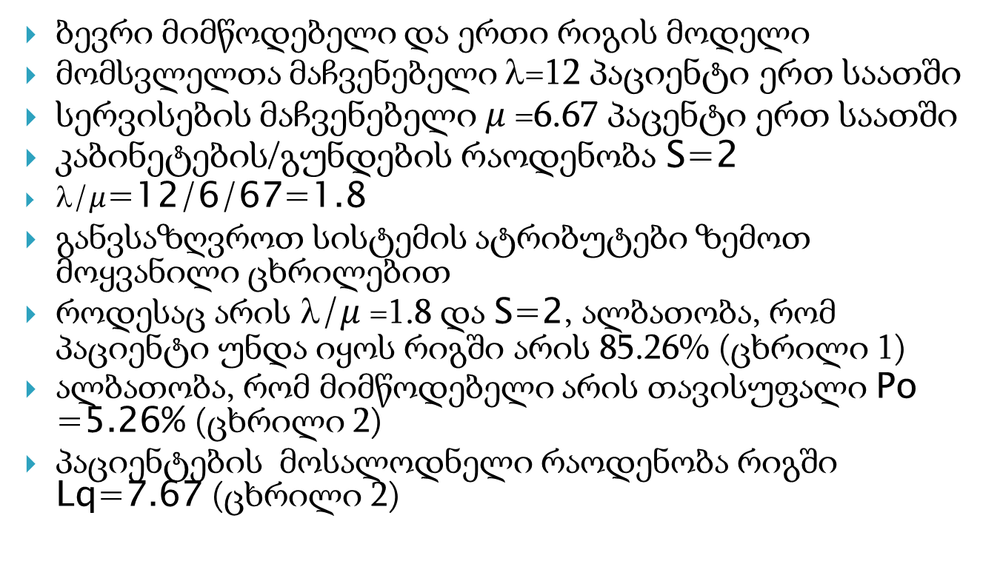 ბევრი მიმწოდებელი და ერთი რიგის მოდელი
მომსვლელთა მაჩვენებელი λ=12 პაციენტი ერთ საათში
სერვისების მაჩვენებელი μ =6.67 პაცენტი ერთ საათში
კაბინეტების/გუნდების რაოდენობა S=2
λ/μ=12/6/67=1.8
განვსაზღვროთ სისტემის ატრიბუტები ზემოთ
მოყვანილი ცხრილებით
როდესაც არის λ/μ =1.8 და S=2, ალბათობა, რომ
პაციენტი უნდა იყოს რიგში არის 85.26% (ცხრილი 1)
ალბათობა, რომ მიმწოდებელი არის თავისუფალი Po
=5.26% (ცხრილი 2)
პაციენტების მოსალოდნელი რაოდენობა რიგში
Lq=7.67 (ცხრილი 2)